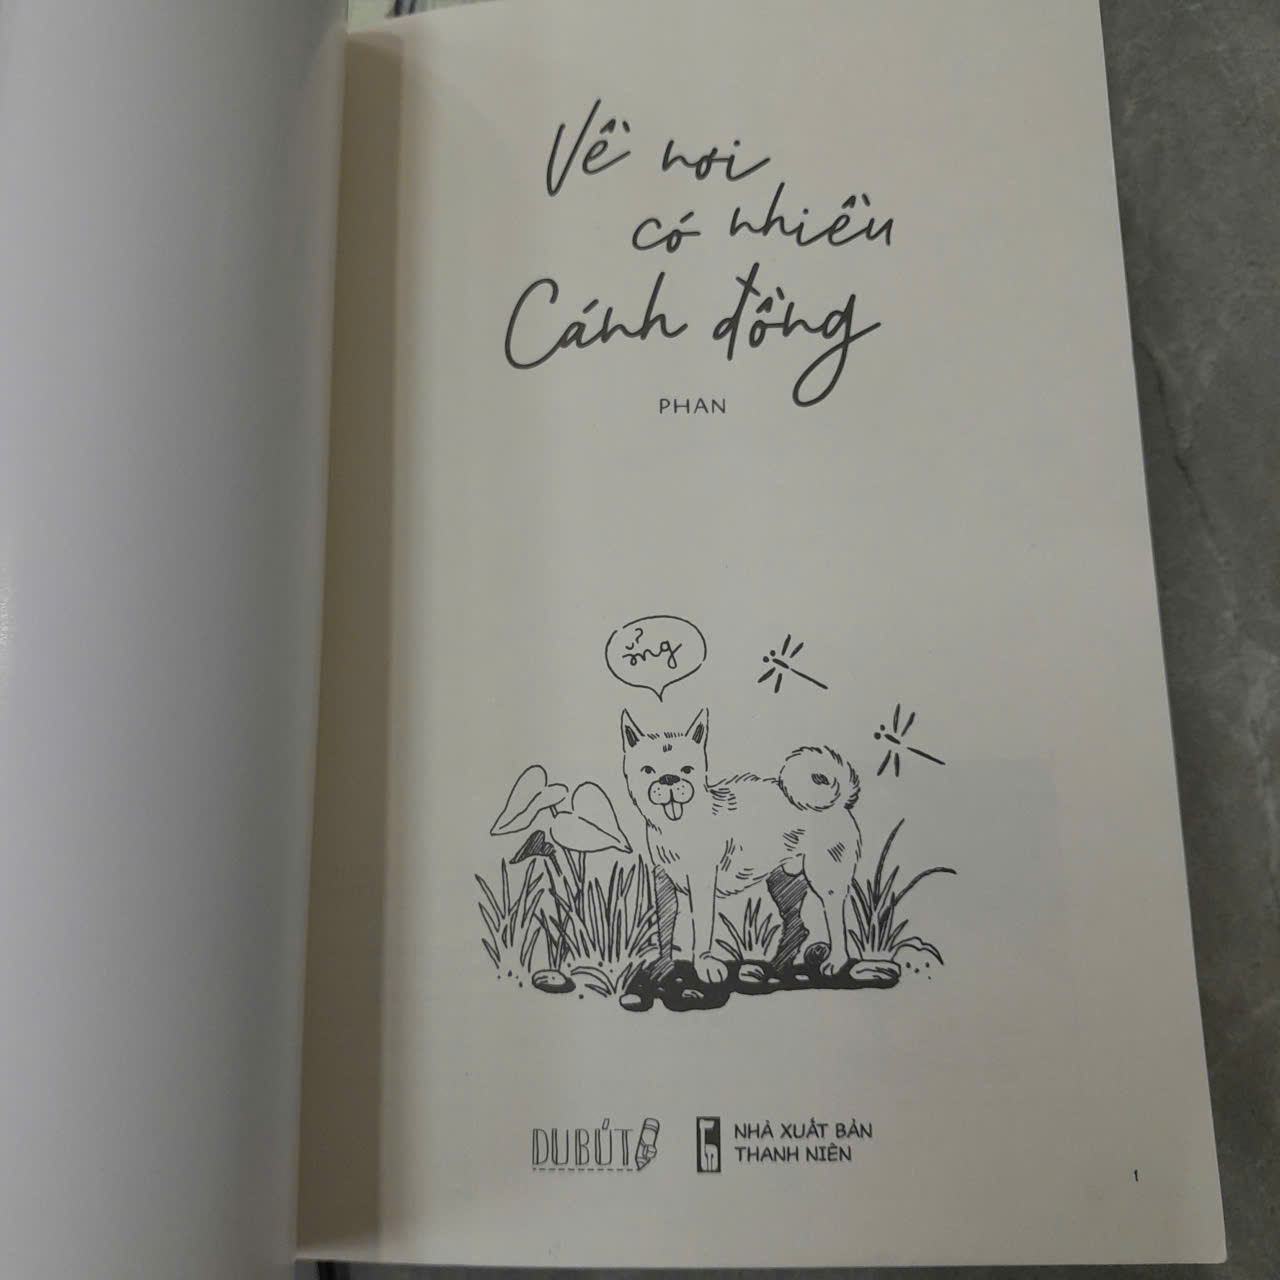 Về nơi
có nhiều
Cánh đồng
PHAN
ẳng
DUBÚT
NHÀ XUẤT BẢN
THANH NIÊN
1